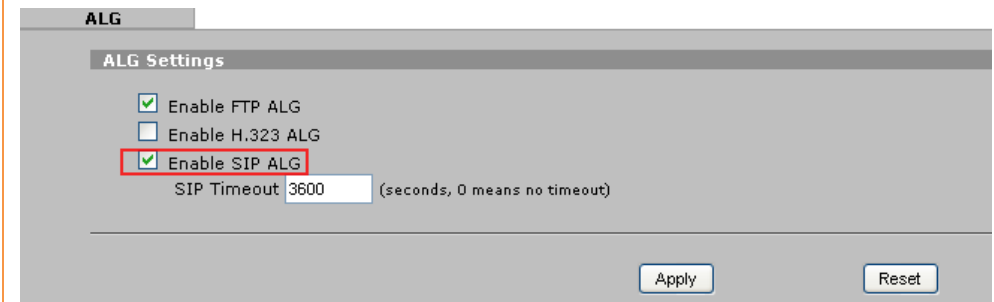 ALG
ALG Settings
Enable FTP ALG
Enable H.323 ALG
Enable SIP ALG
SIP Timeout 3600 (seconds, 0 means no timeout)
Apply Reset